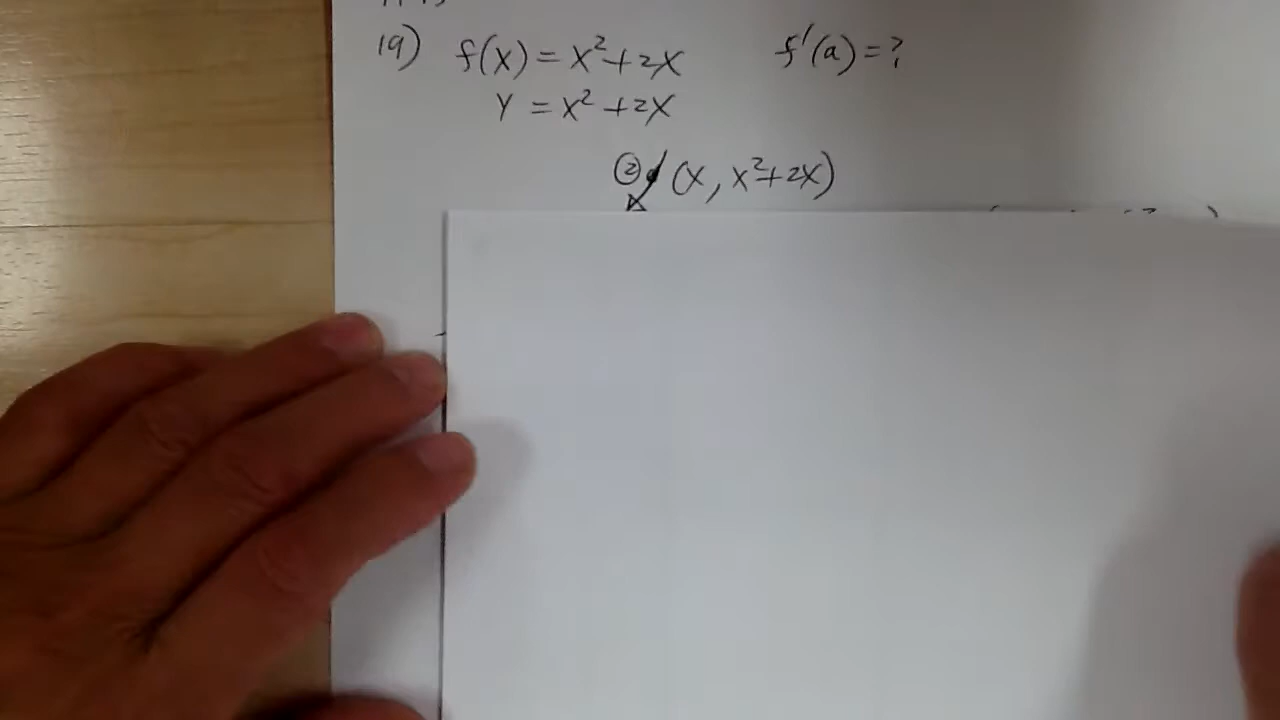 19) f(x) = x²+2x f'(a)=?
y = x²+2x
② (x, x²+2x)